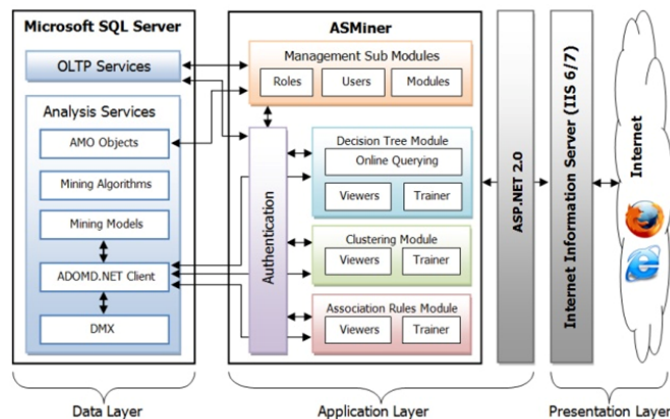 Microsoft SQL Server
OLTP Services
Analysis Services
AMO Objects
Mining Algorithms
Mining Models
ADOMD.NET Client
DMX
Data Layer
ASMiner
Management Sub Modules
Roles
Users
Modules
Authentication
Decision Tree Module
Online Querying
Viewers
Trainer
Clustering Module
Viewers
Trainer
Association Rules Module
Viewers
Trainer
ASP.NET 2.0
Application Layer
Internet Information Server (IIS 6/7)
Internet
Presentation Layer